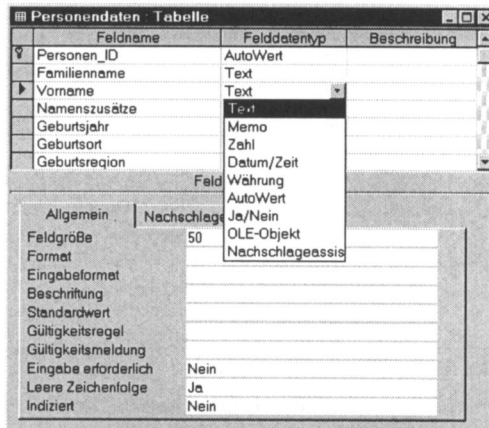 Personendaten : Tabelle
Feldname Felddatentyp Beschreibung
Personen_ID AutoWert
Familienname Text
Vorname Text
Namenszusätze Text
Geburtsjahr Memo
Geburtsort Zahl
Geburtsregion Datum/Zeit
Feld Währung
AutoWert
Allgemein Nachschlage Ja/Nein
Feldgröße 50 OLE-Objekt
Format Nachschlageassis
Eingabeformat
Beschriftung
Standardwert
Gültigkeitsregel
Gültigkeitsmeldung
Eingabe erforderlich Nein
Leere Zeichenfolge Ja
Indiziert Nein